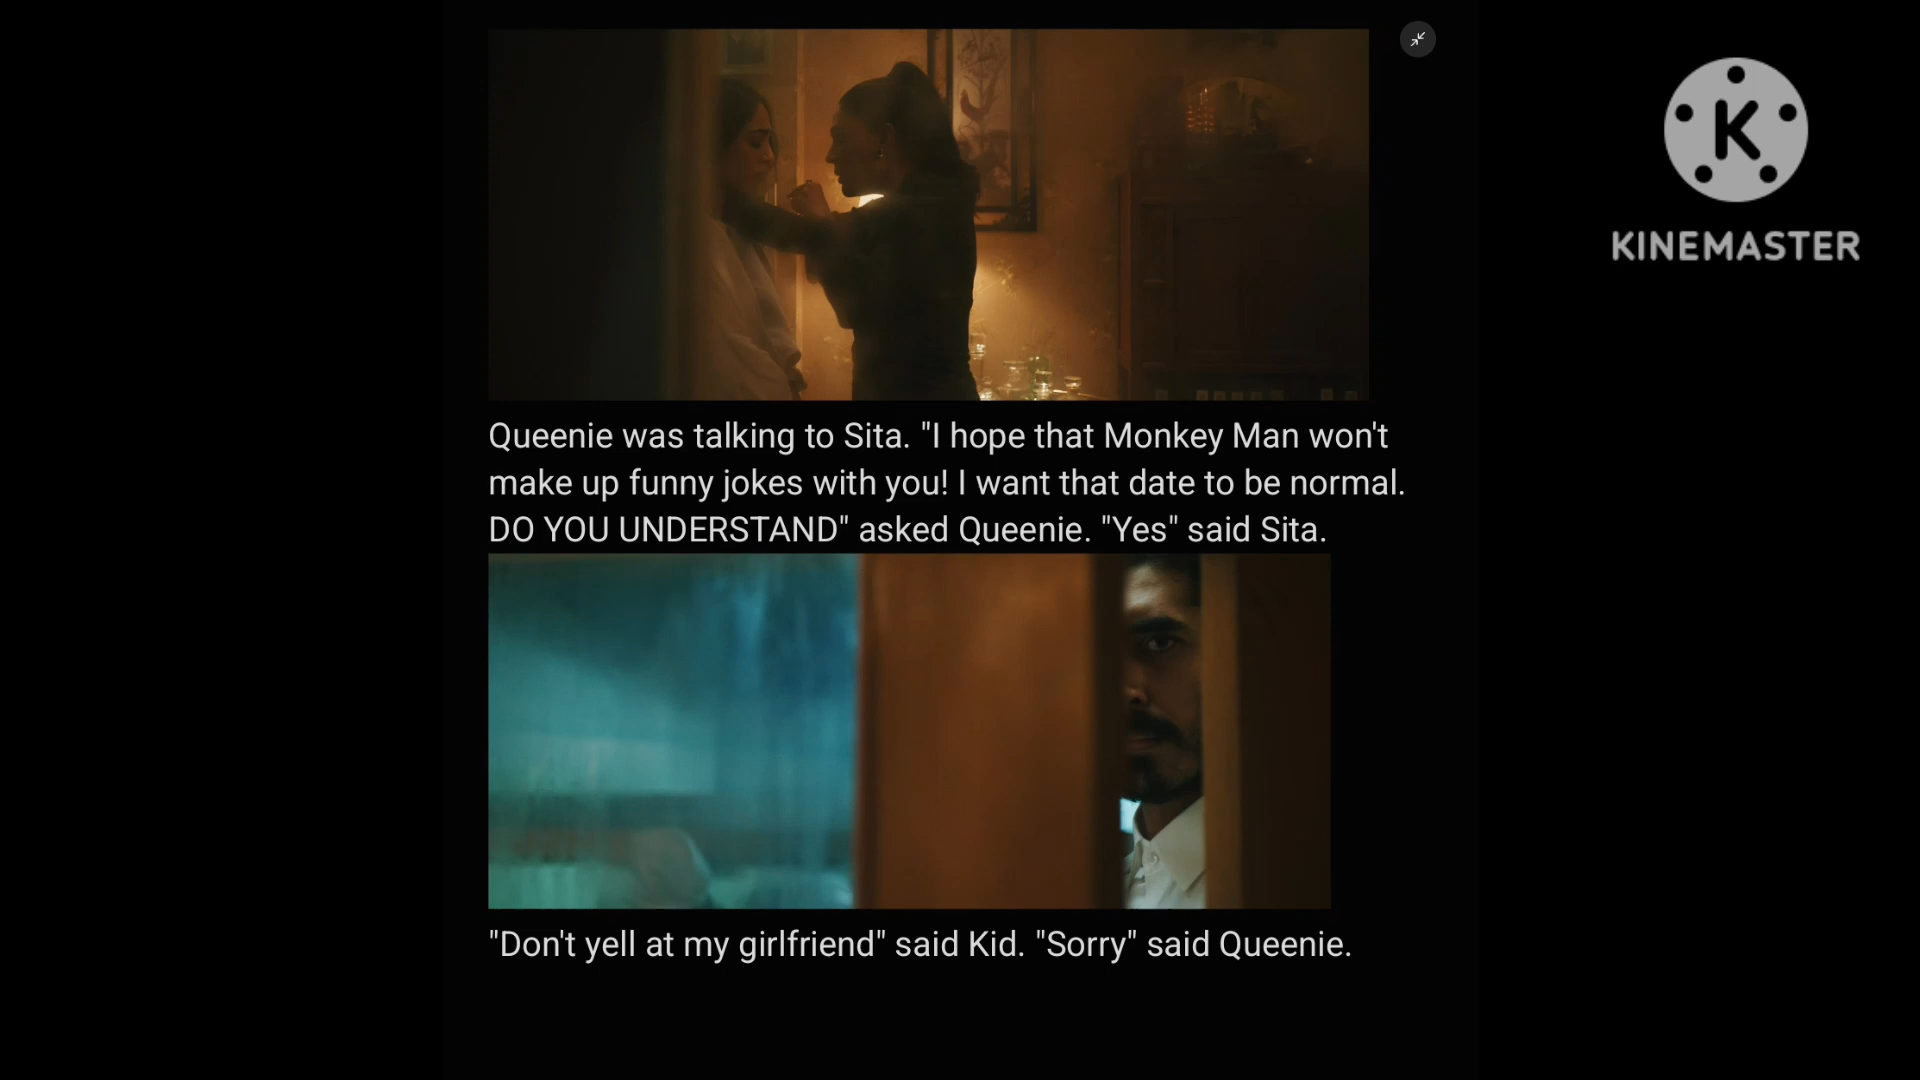 Queenie was talking to Sita. "I hope that Monkey Man won't
make up funny jokes with you! I want that date to be normal.
DO YOU UNDERSTAND" asked Queenie. "Yes" said Sita.
"Don't yell at my girlfriend" said Kid. "Sorry" said Queenie.
K
KINEMASTER